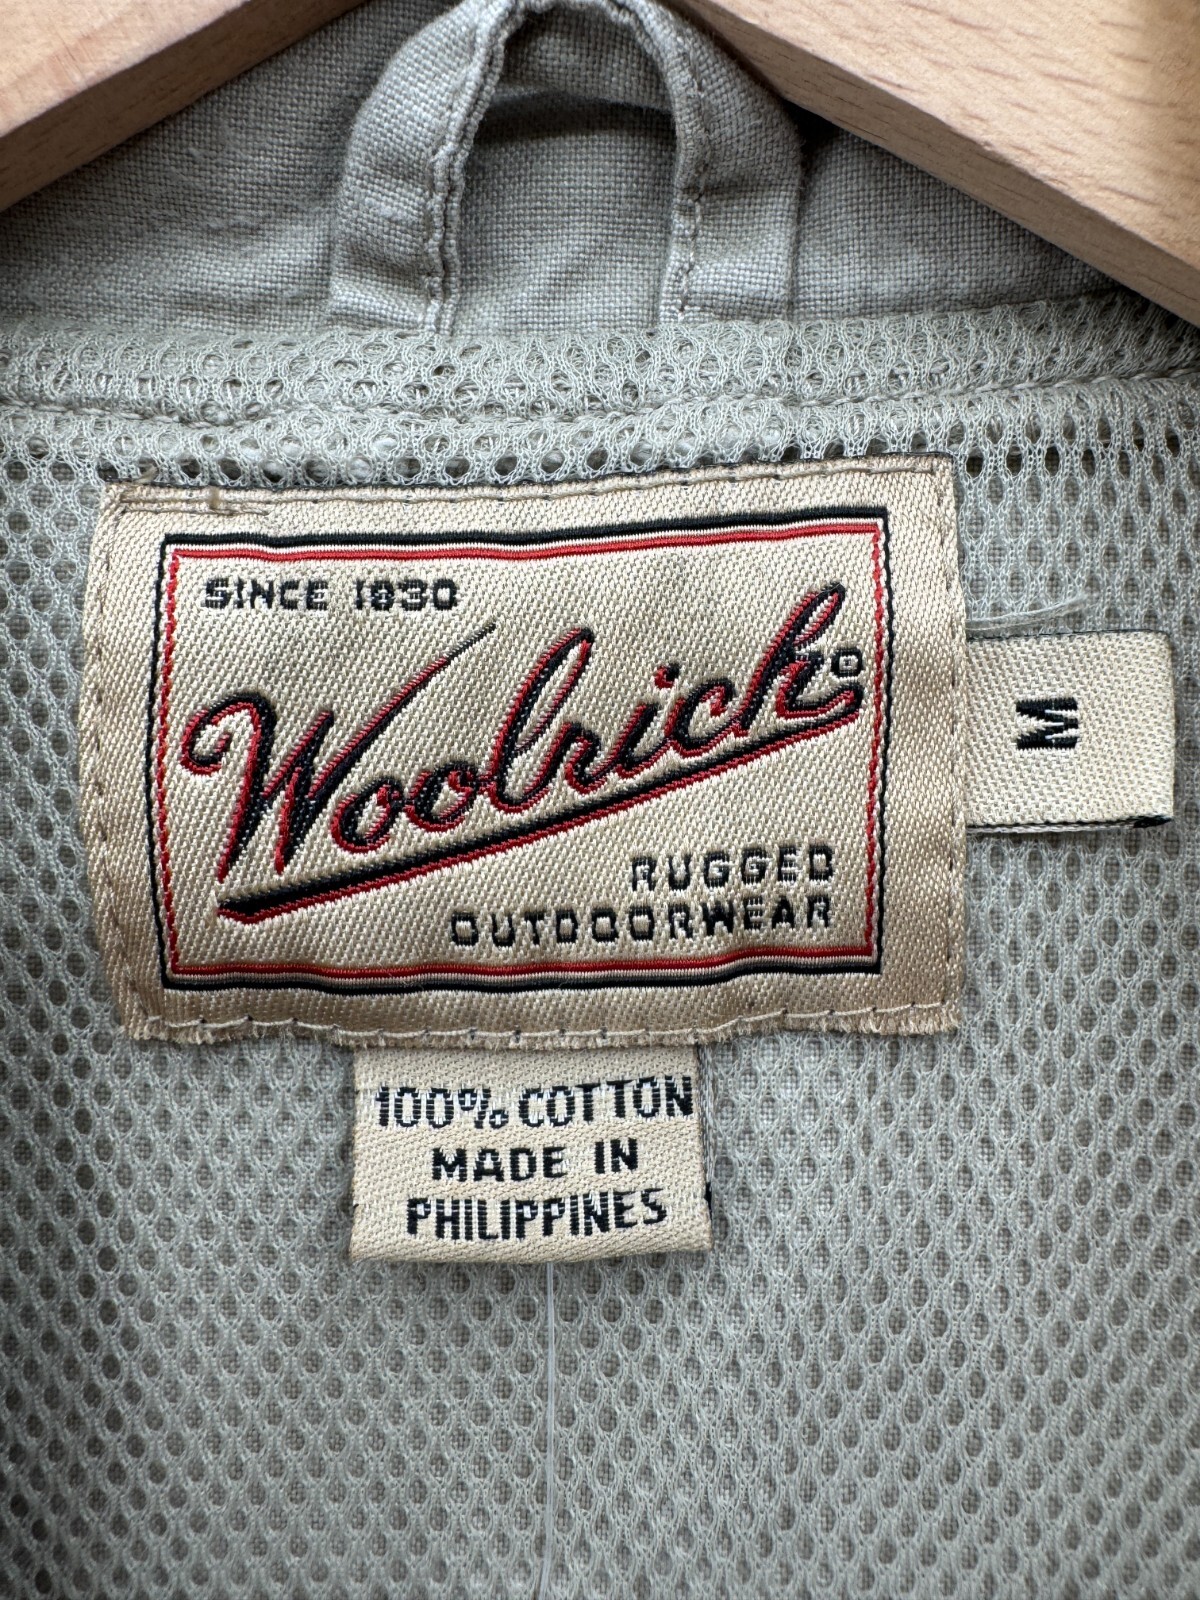 SINCE 1830
Woolrich®
M
RUGGED
OUTDOORWEAR
100% COTTON
MADE IN
PHILIPPINES